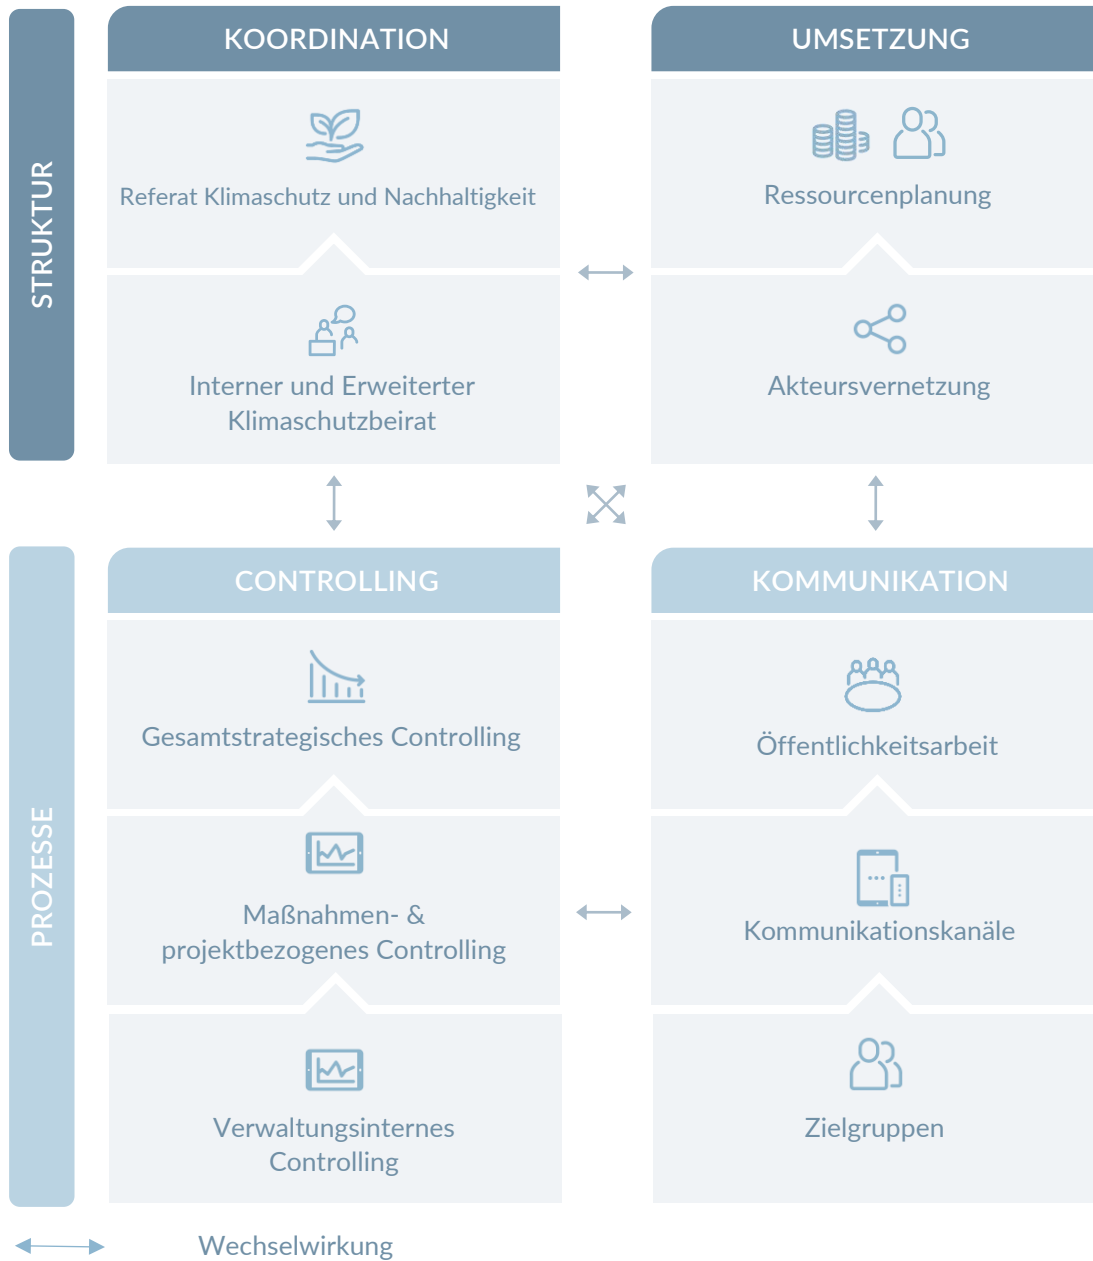 STRUKTUR
KOORDINATION
Referat Klimaschutz und Nachhaltigkeit
Interner und Erweiterter
Klimaschutzbeirat
UMSETZUNG
Ressourcenplanung
Akteursvernetzung
PROZESSE
CONTROLLING
Gesamtstrategisches Controlling
Maßnahmen- &
projektbezogenes Controlling
Verwaltungsinternes
Controlling
KOMMUNIKATION
Öffentlichkeitsarbeit
Kommunikationskanäle
Zielgruppen
Wechselwirkung